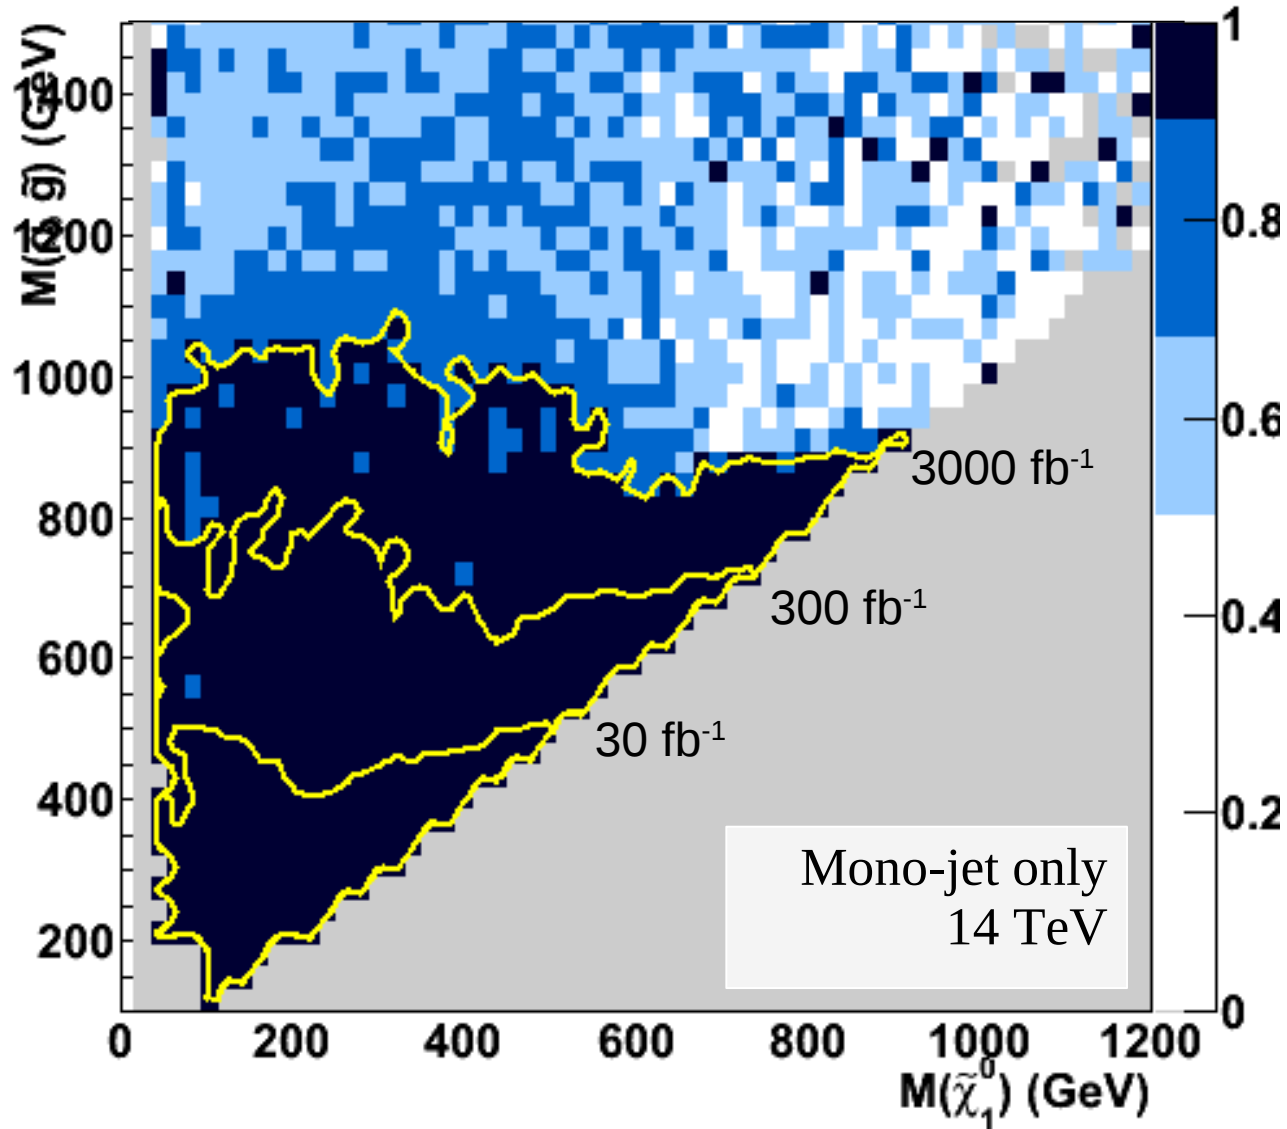 M(q̃, g̃) (GeV)
1400
1200
1000
800
600
400
200
0 200 400 600 800 1000 1200
M(χ̃⁰₁) (GeV)
1
0.8
0.6
0.4
0.2
0
3000 fb⁻¹
300 fb⁻¹
30 fb⁻¹
Mono-jet only
14 TeV